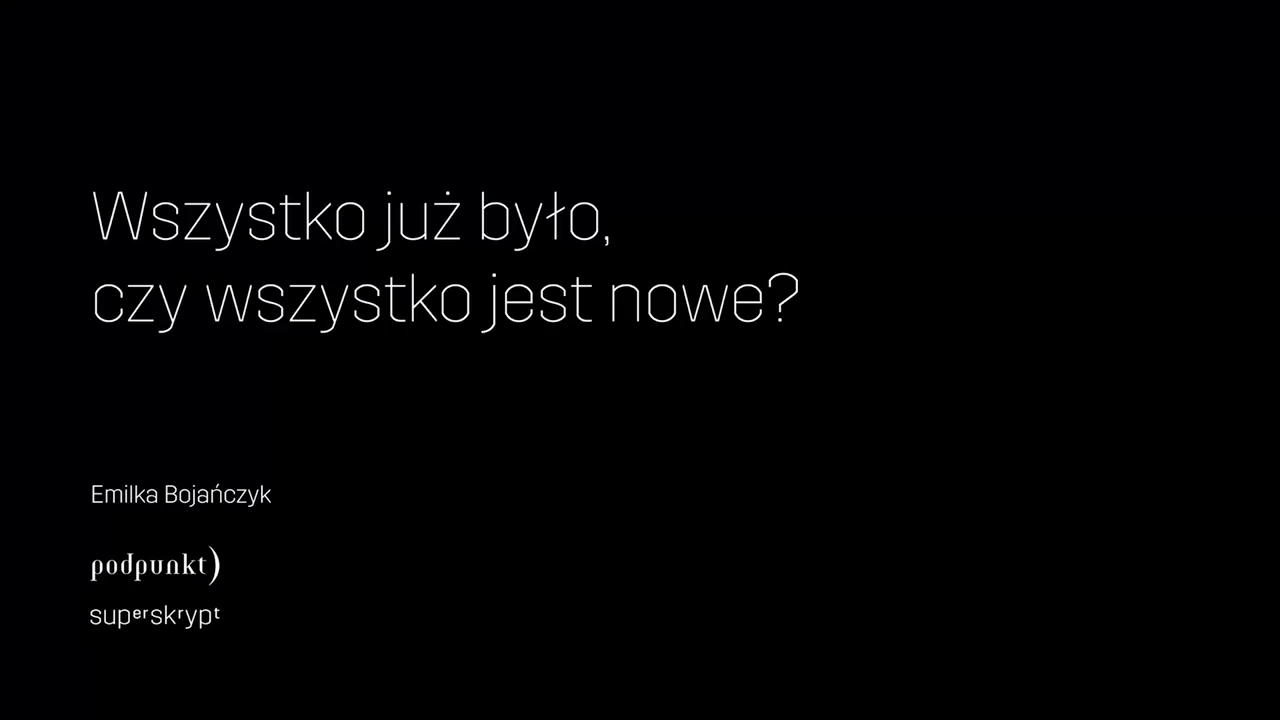 Wszystko już było,
czy wszystko jest nowe?
Emilka Bojańczyk
podpunkt)
superskrypt